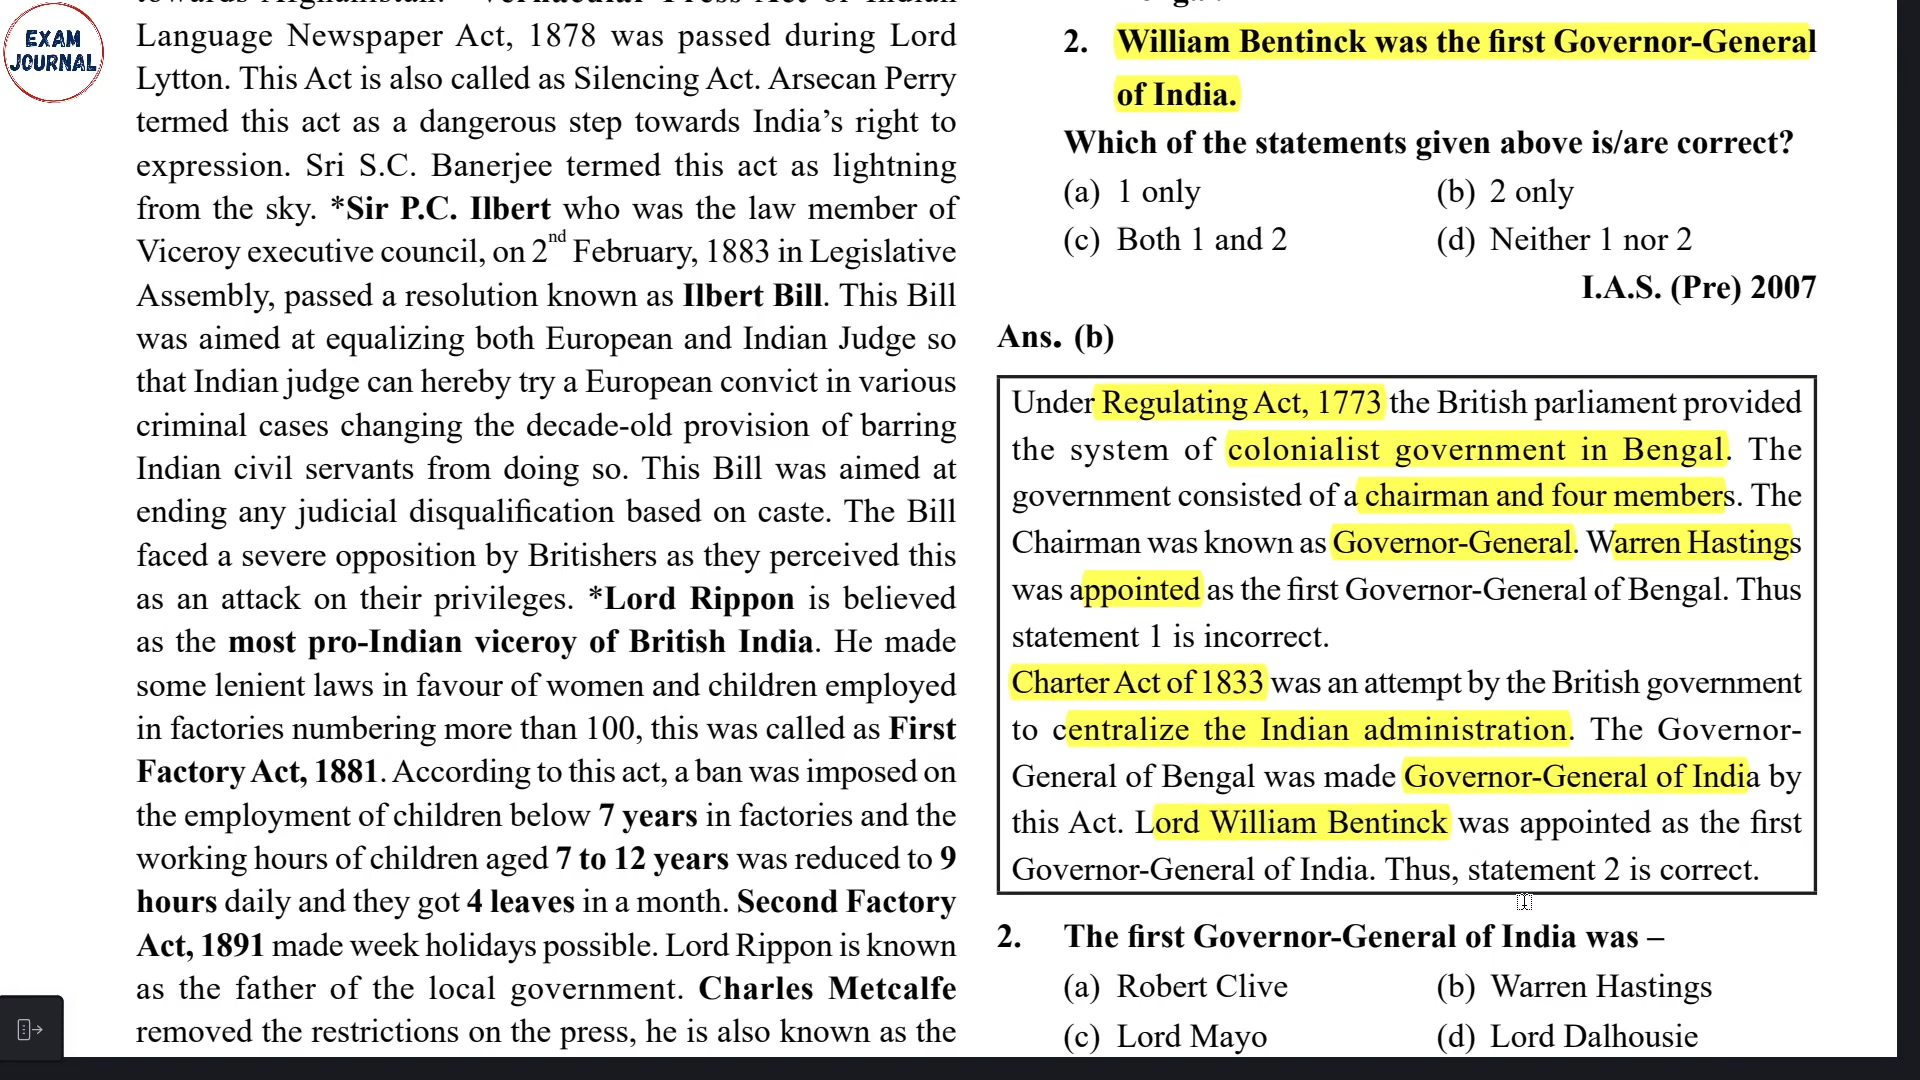 EXAM
JOURNAL
Language Newspaper Act, 1878 was passed during Lord
Lytton. This Act is also called as Silencing Act. Arsecan Perry
termed this act as a dangerous step towards India’s right to
expression. Sri S.C. Banerjee termed this act as lightning
from the sky. *Sir P.C. Ilbert who was the law member of
Viceroy executive council, on 2nd February, 1883 in Legislative
Assembly, passed a resolution known as Ilbert Bill. This Bill
was aimed at equalizing both European and Indian Judge so
that Indian judge can hereby try a European convict in various
criminal cases changing the decade-old provision of barring
Indian civil servants from doing so. This Bill was aimed at
ending any judicial disqualification based on caste. The Bill
faced a severe opposition by Britishers as they perceived this
as an attack on their privileges. *Lord Rippon is believed
as the most pro-Indian viceroy of British India. He made
some lenient laws in favour of women and children employed
in factories numbering more than 100, this was called as First
Factory Act, 1881. According to this act, a ban was imposed on
the employment of children below 7 years in factories and the
working hours of children aged 7 to 12 years was reduced to 9
hours daily and they got 4 leaves in a month. Second Factory
Act, 1891 made week holidays possible. Lord Rippon is known
as the father of the local government. Charles Metcalfe
removed the restrictions on the press, he is also known as the
2. William Bentinck was the first Governor-General
of India.
Which of the statements given above is/are correct?
(a) 1 only (b) 2 only
(c) Both 1 and 2 (d) Neither 1 nor 2
I.A.S. (Pre) 2007
Ans. (b)
Under Regulating Act, 1773 the British parliament provided
the system of colonialist government in Bengal. The
government consisted of a chairman and four members. The
Chairman was known as Governor-General. Warren Hastings
was appointed as the first Governor-General of Bengal. Thus
statement 1 is incorrect.
Charter Act of 1833 was an attempt by the British government
to centralize the Indian administration. The Governor-
General of Bengal was made Governor-General of India by
this Act. Lord William Bentinck was appointed as the first
Governor-General of India. Thus, statement 2 is correct.
2. The first Governor-General of India was –
(a) Robert Clive (b) Warren Hastings
(c) Lord Mayo (d) Lord Dalhousie